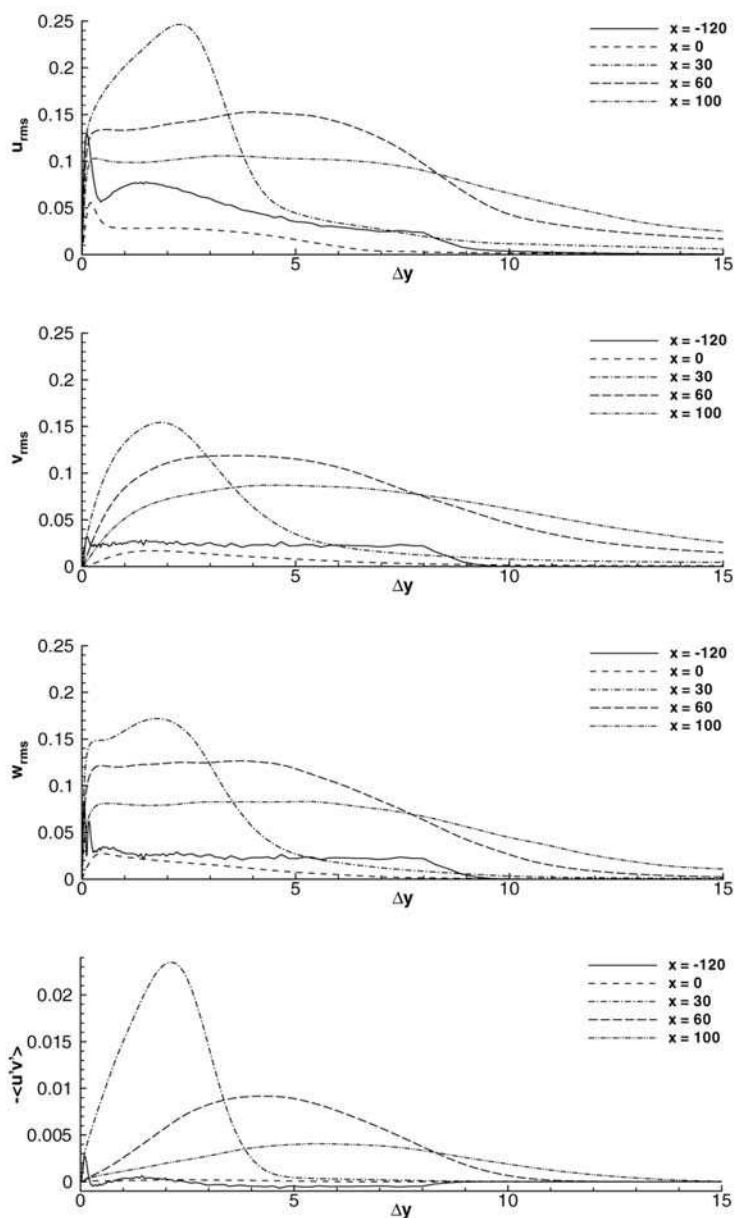 0.25
0.2
0.15
0.1
0.05
0
u_rms
0
5
10
15
Δy
x = -120
x = 0
x = 30
x = 60
x = 100
0.25
0.2
0.15
0.1
0.05
0
v_rms
0
5
10
15
Δy
x = -120
x = 0
x = 30
x = 60
x = 100
0.25
0.2
0.15
0.1
0.05
0
w_rms
0
5
10
15
Δy
x = -120
x = 0
x = 30
x = 60
x = 100
0.02
0.015
0.01
0.005
0
-<u'v'>
0
5
10
15
Δy
x = -120
x = 0
x = 30
x = 60
x = 100